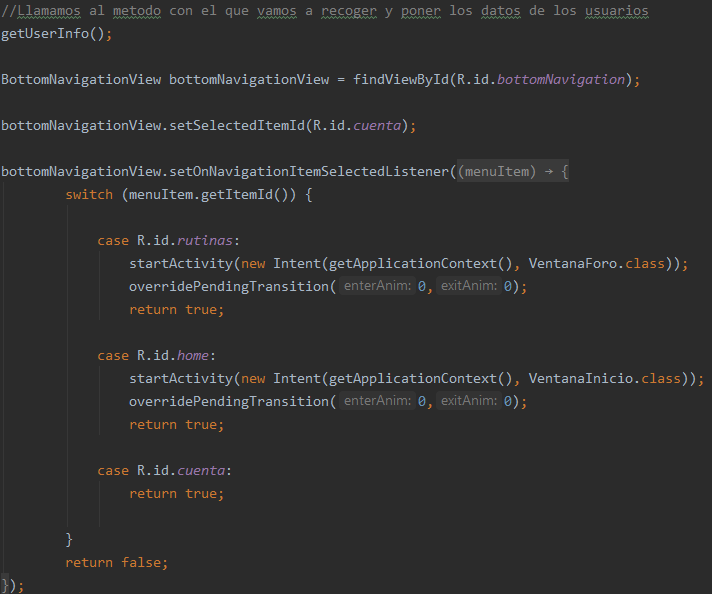 //Llamamos al metodo con el que vamos a recoger y poner los datos de los usuarios
getUserInfo();
BottomNavigationView bottomNavigationView = findViewById(R.id.bottomNavigation);
bottomNavigationView.setSelectedItemId(R.id.cuenta);
bottomNavigationView.setOnNavigationItemSelectedListener((menuItem) → {
switch (menuItem.getItemId()) {
case R.id.rutinas:
startActivity(new Intent(getApplicationContext(), VentanaForo.class));
overridePendingTransition( enterAnim: 0, exitAnim: 0);
return true;
case R.id.home:
startActivity(new Intent(getApplicationContext(), VentanaInicio.class));
overridePendingTransition( enterAnim: 0, exitAnim: 0);
return true;
case R.id.cuenta:
return true;
}
return false;
});